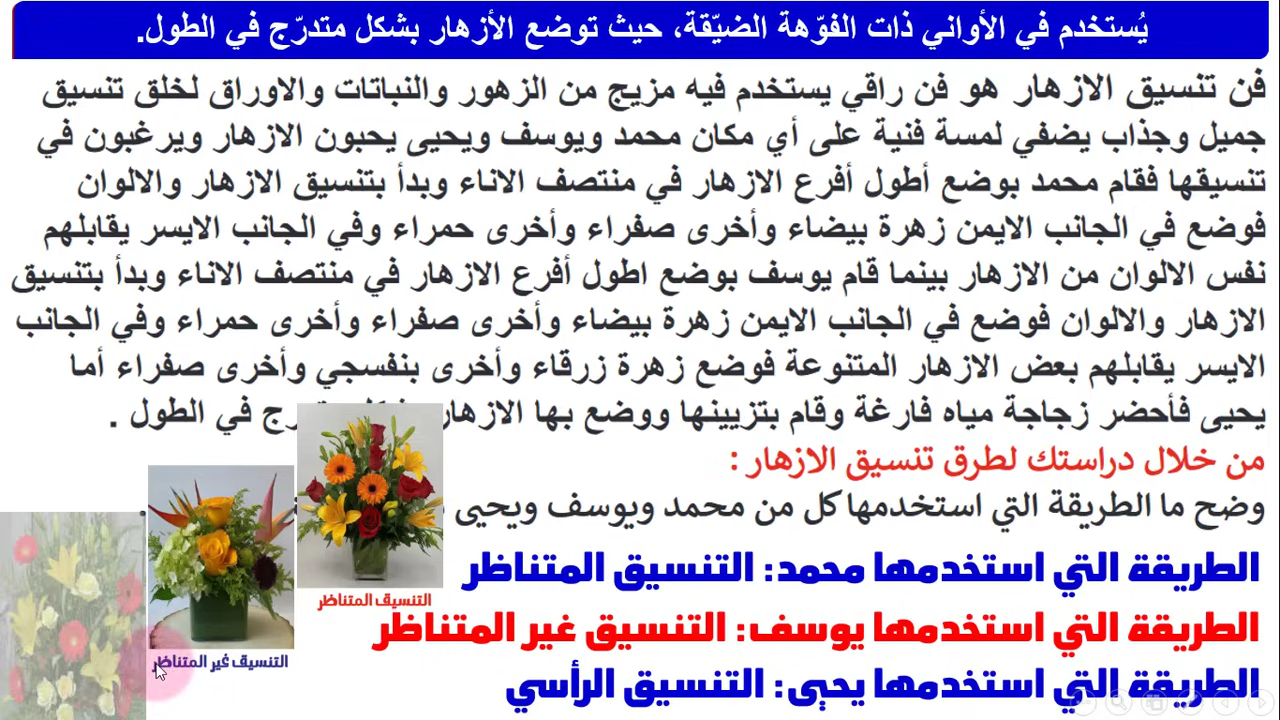 يُستخدم في الأواني ذات الفوّهة الضيّقة، حيث توضع الأزهار بشكل متدرّج في الطول.
فن تنسيق الازهار هو فن راقي يستخدم فيه مزيج من الزهور والنباتات والاوراق لخلق تنسيق
جميل وجذاب يضفي لمسة فنية على أي مكان محمد ويوسف ويحيى يحبون الازهار ويرغبون في
تنسيقها فقام محمد بوضع أطول أفرع الازهار في منتصف الاناء وبدأ بتنسيق الازهار والالوان
فوضع في الجانب الايمن زهرة بيضاء وأخرى صفراء وأخرى حمراء وفي الجانب الايسر يقابلهم
نفس الالوان من الازهار بينما قام يوسف بوضع اطول أفرع الازهار في منتصف الاناء وبدأ بتنسيق
الازهار والالوان فوضع في الجانب الايمن زهرة بيضاء وأخرى صفراء وأخرى حمراء وفي الجانب
الايسر يقابلهم بعض الازهار المتنوعة فوضع زهرة زرقاء وأخرى بنفسجي وأخرى صفراء أما
يحيى فأحضر زجاجة مياه فارغة وقام بتزيينها ووضع بها الازهار في الطول .
من خلال دراستك لطرق تنسيق الازهار :
وضح ما الطريقة التي استخدمها كل من محمد ويوسف ويحيى
الطريقة التي استخدمها محمد: التنسيق المتناظر
التنسيق المتناظر
الطريقة التي استخدمها يوسف: التنسيق غير المتناظر
التنسيق غير المتناظر
الطريقة التي استخدمها يحيى: التنسيق الرأسي